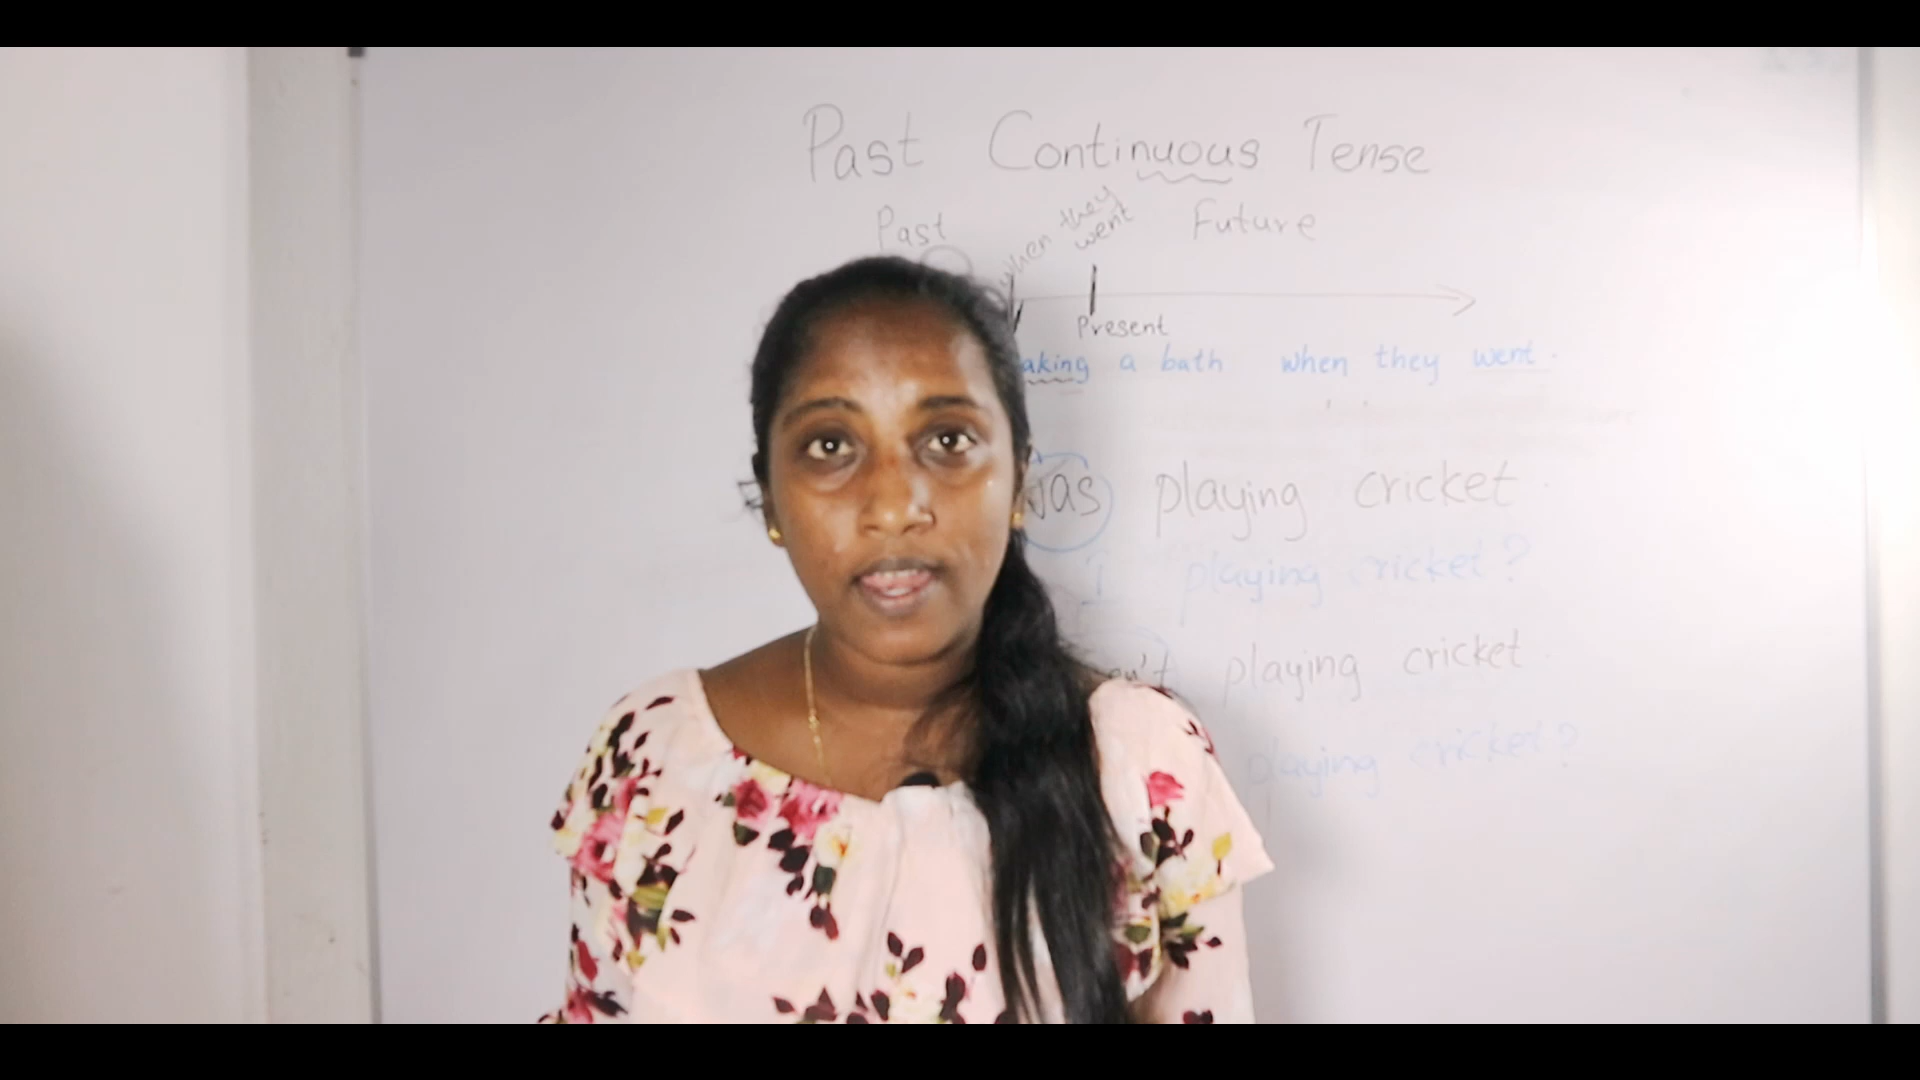 Past Continuous Tense
Past when they went Future
Present
aking a bath when they went.
was playing cricket.
I playing cricket?
en't playing cricket.
playing cricket?